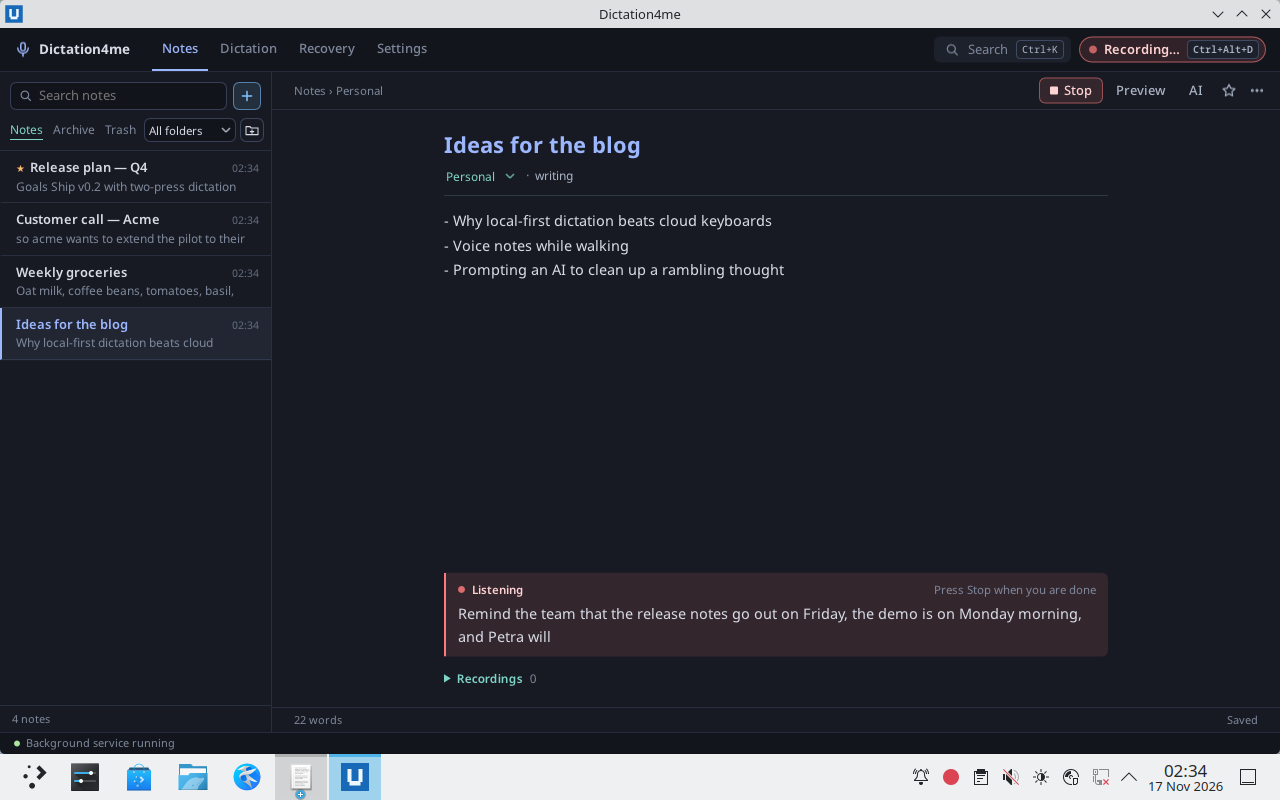 Dictation4me
Dictation4me
Notes
Dictation
Recovery
Settings
Search
Ctrl+K
Recording...
Ctrl+Alt+D
Search notes
Notes
Archive
Trash
All folders
★ Release plan — Q4
02:34
Goals Ship v0.2 with two-press dictation
Customer call — Acme
02:34
so acme wants to extend the pilot to their
Weekly groceries
02:34
Oat milk, coffee beans, tomatoes, basil,
Ideas for the blog
02:34
Why local-first dictation beats cloud
4 notes
Background service running
Notes › Personal
Stop
Preview
AI
Ideas for the blog
Personal
· writing
- Why local-first dictation beats cloud keyboards
- Voice notes while walking
- Prompting an AI to clean up a rambling thought
Listening
Press Stop when you are done
Remind the team that the release notes go out on Friday, the demo is on Monday morning,
and Petra will
Recordings 0
22 words
Saved
02:34
17 Nov 2026